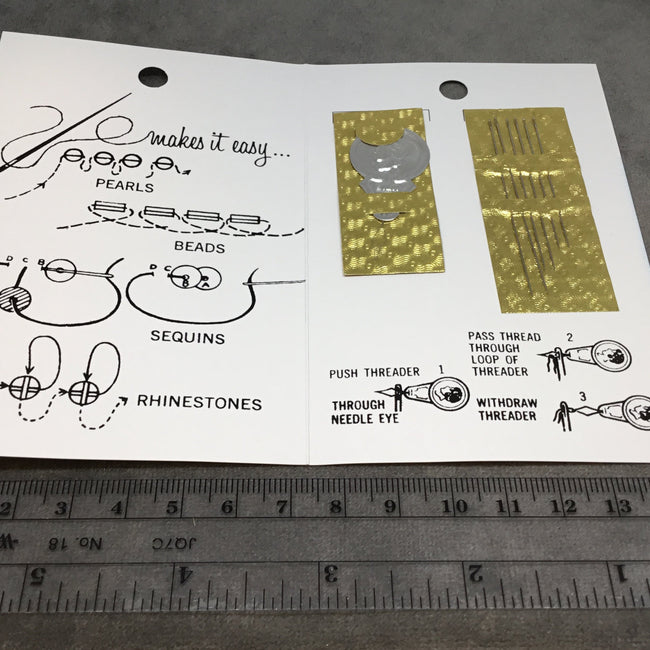 makes it easy...
PEARLS
BEADS
D C B
D C B D A
SEQUINS
RHINESTONES
PUSH THREADER 1
THROUGH
NEEDLE EYE
PASS THREAD 2
THROUGH
LOOP OF
THREADER
WITHDRAW 3
THREADER
2 3 4 5 6 7 8 9 10 11 12 13
No. 18 JQ7C
5 4 3 2 1